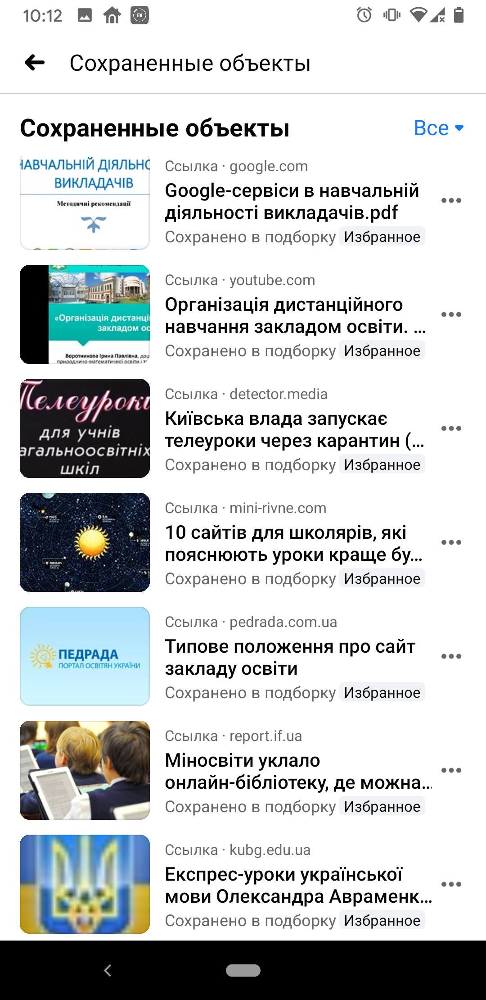 10:12
Сохраненные объекты
Сохраненные объекты
Все
НАВЧАЛЬНІЙ ДІЯЛЬНО
ВИКЛАДАЧІВ
Методичні рекомендації
Ссылка · google.com
Google-сервіси в навчальній
діяльності викладачів.pdf
Сохранено в подборку Избранное
«Організація дистанці
закладом ос
Воротникова Ірина Павлівна, доц
природничо-математичної освіти і те
Ссылка · youtube.com
Організація дистанційного
навчання закладом освіти. ...
Сохранено в подборку Избранное
Телеуроки
для учнів
агальноосвітніх
шкіл
Ссылка · detector.media
Київська влада запускає
телеуроки через карантин (...
Сохранено в подборку Избранное
Ссылка · mini-rivne.com
10 сайтів для школярів, які
пояснюють уроки краще бу...
Сохранено в подборку Избранное
ПЕДРАДА
ПОРТАЛ ОСВІТЯН УКРАЇНИ
Ссылка · pedrada.com.ua
Типове положення про сайт
закладу освіти
Сохранено в подборку Избранное
Ссылка · report.if.ua
Міносвіти уклало
онлайн-бібліотеку, де можна...
Сохранено в подборку Избранное
Ссылка · kubg.edu.ua
Експрес-уроки української
мови Олександра Авраменк...
Сохранено в подборку Избранное